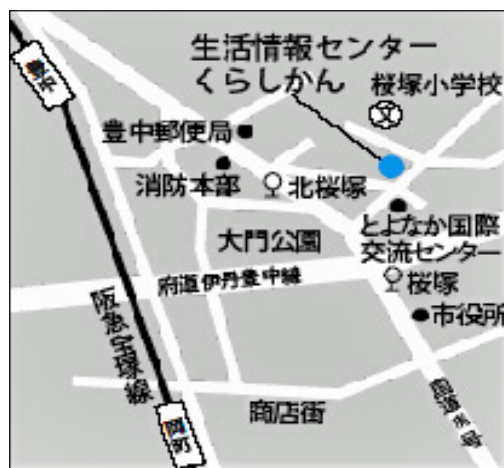 生活情報センター
くらしかん
桜塚小学校
文
豊中郵便局
消防本部
北桜塚
とよなか国際
交流センター
大門公園
府道伊丹豊中線
桜塚
市役所
阪急宝塚線
商店街
岡町